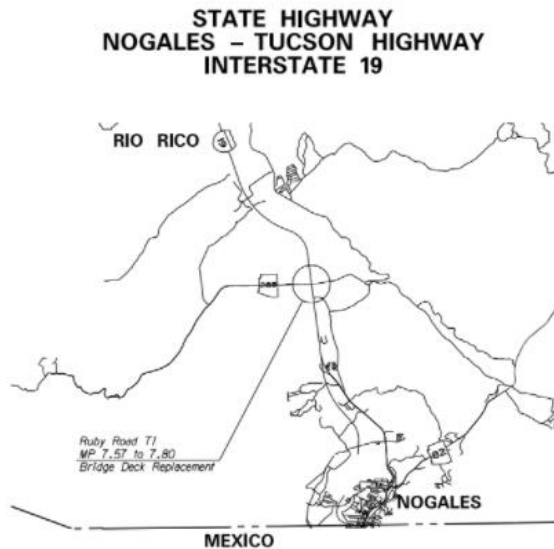 STATE HIGHWAY
NOGALES – TUCSON HIGHWAY
INTERSTATE 19
RIO RICO
Ruby Road TI
MP 7.57 to 7.80
Bridge Deck Replacement
82
NOGALES
MEXICO